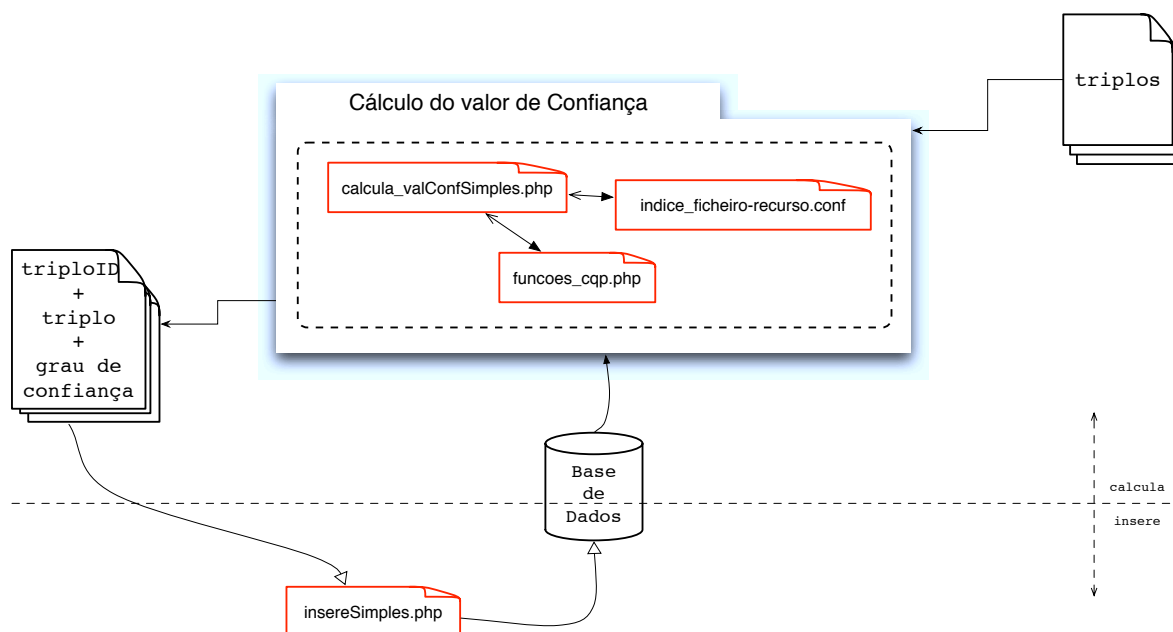 triplos
Cálculo do valor de Confiança
calcula_valConfSimples.php
indice_ficheiro-recurso.conf
funcoes_cqp.php
triploID
+
triplo
+
grau de
confiança
Base
de
Dados
calcula
insere
insereSimples.php